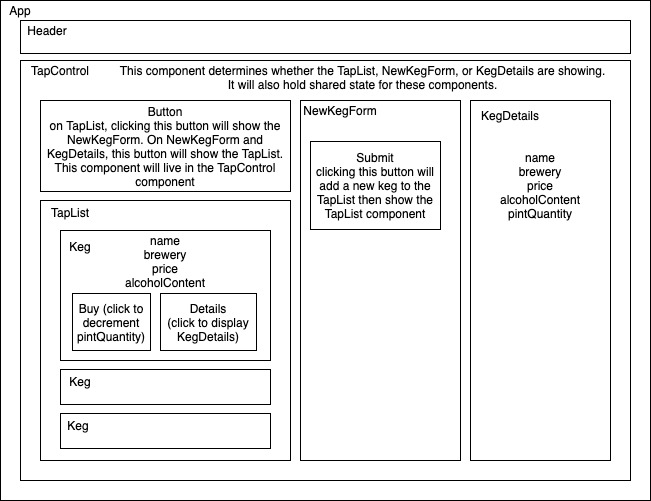 App
Header
TapControl
This component determines whether the TapList, NewKegForm, or KegDetails are showing.
It will also hold shared state for these components.
Button
on TapList, clicking this button will show the
NewKegForm. On NewKegForm and
KegDetails, this button will show the TapList.
This component will live in the TapControl
component
TapList
Keg
name
brewery
price
alcoholContent
Buy (click to
decrement
pintQuantity)
Details
(click to display
KegDetails)
Keg
Keg
NewKegForm
Submit
clicking this button will
add a new keg to the
TapList then show the
TapList component
KegDetails
name
brewery
price
alcoholContent
pintQuantity